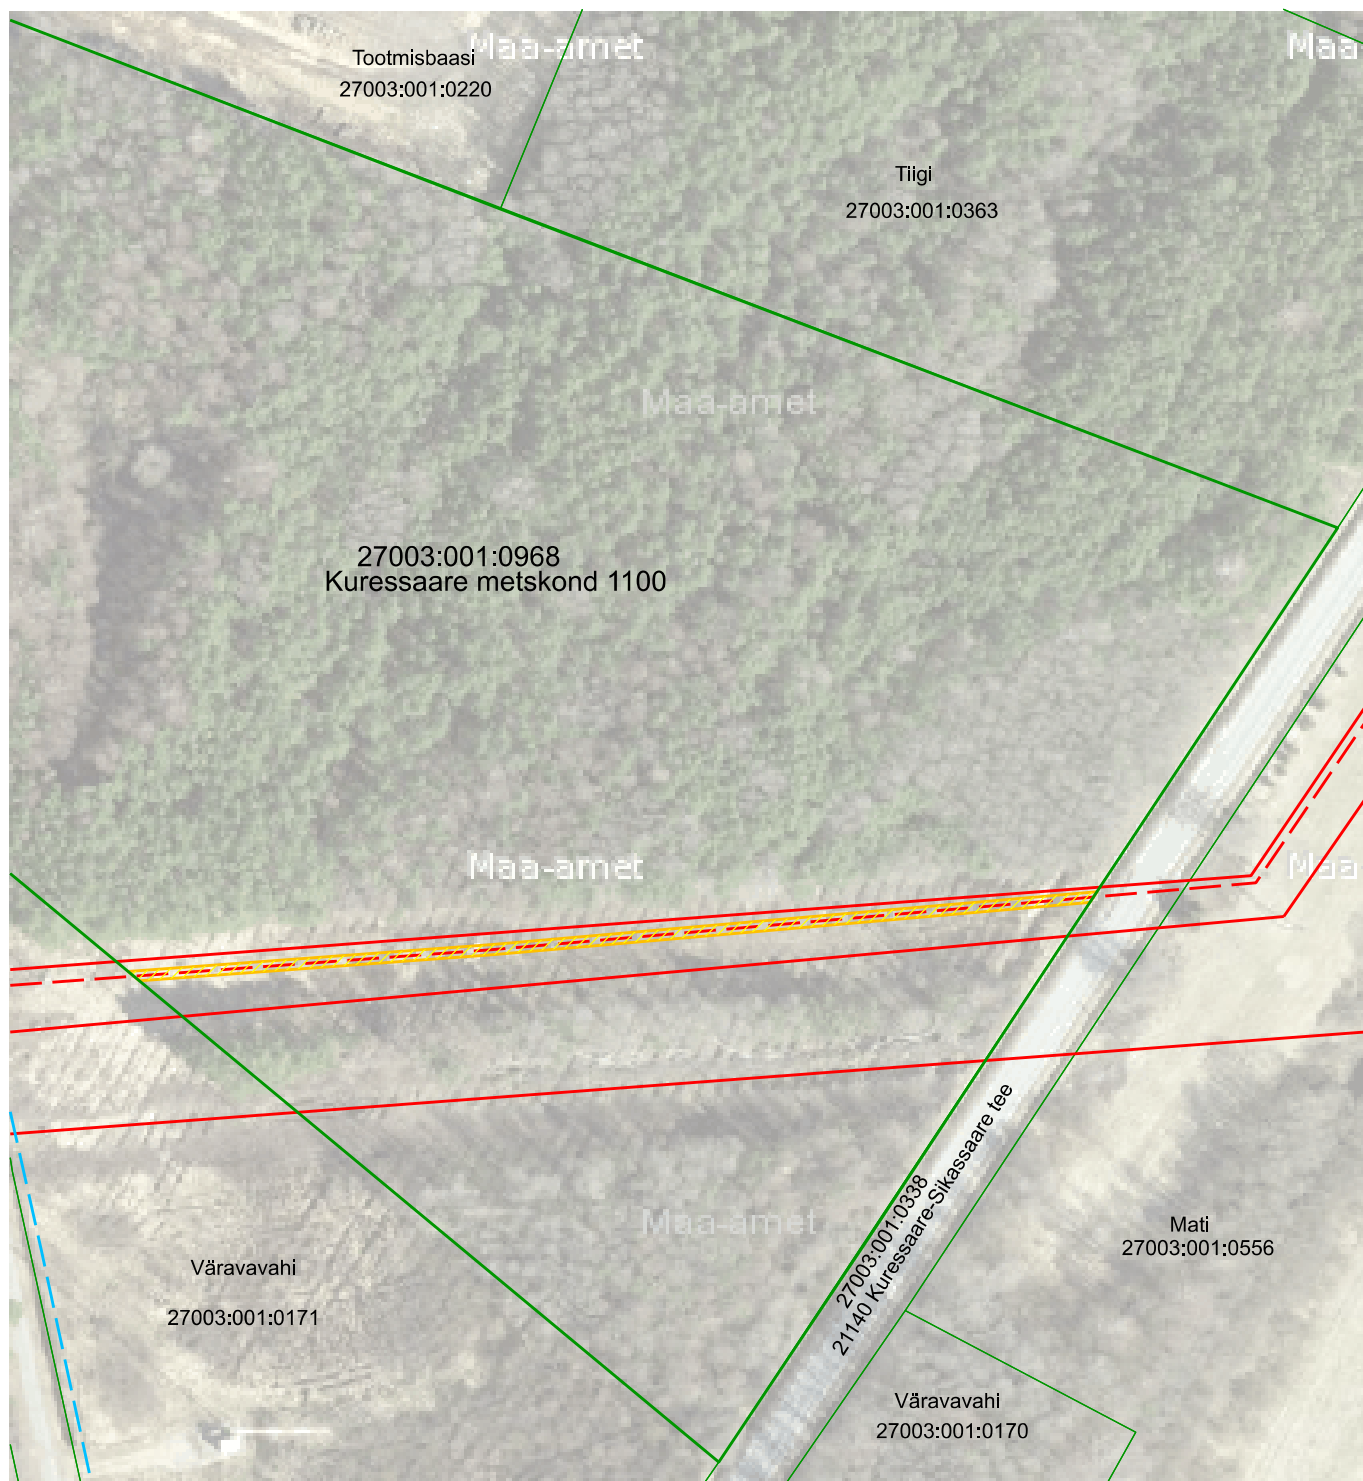 Maa-amet
Maa
Tootmisbaasi
27003:001:0220
Tiigi
27003:001:0363
Maa-amet
27003:001:0968
Kuressaare metskond 1100
Maa-amet
Maa
27003:001:0338
21140 Kuressaare-Sikassaare tee
Maa-amet
Mati
27003:001:0556
Väravavahi
27003:001:0171
Väravavahi
27003:001:0170